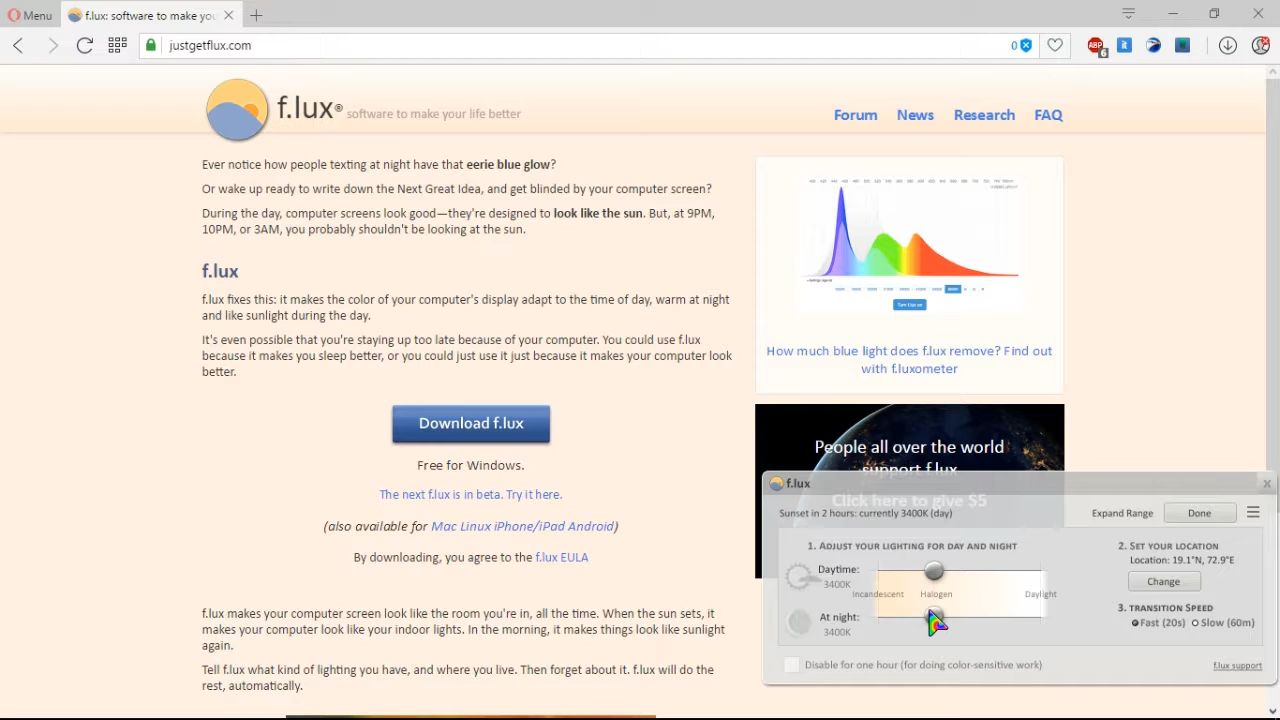 Menu
f.lux: software to make you
justgetflux.com
0
ABP
6
f.lux® software to make your life better
Forum News Research FAQ
Ever notice how people texting at night have that eerie blue glow?
Or wake up ready to write down the Next Great Idea, and get blinded by your computer screen?
During the day, computer screens look good—they're designed to look like the sun. But, at 9PM,
10PM, or 3AM, you probably shouldn't be looking at the sun.
f.lux
f.lux fixes this: it makes the color of your computer's display adapt to the time of day, warm at night
and like sunlight during the day.
It's even possible that you're staying up too late because of your computer. You could use f.lux
because it makes you sleep better, or you could just use it just because it makes your computer look
better.
Download f.lux
Free for Windows.
The next f.lux is in beta. Try it here.
(also available for Mac Linux iPhone/iPad Android)
By downloading, you agree to the f.lux EULA
f.lux makes your computer screen look like the room you're in, all the time. When the sun sets, it
makes your computer look like your indoor lights. In the morning, it makes things look like sunlight
again.
Tell f.lux what kind of lighting you have, and where you live. Then forget about it. f.lux will do the
rest, automatically.
How much blue light does f.lux remove? Find out
with f.luxometer
People all over the world
support f.lux
Click here to give $5
f.lux
Sunset in 2 hours: currently 3400K (day)
Expand Range
Done
1. ADJUST YOUR LIGHTING FOR DAY AND NIGHT
Daytime:
3400K
Incandescent Halogen Daylight
At night:
3400K
2. SET YOUR LOCATION
Location: 19.1°N, 72.9°E
Change
3. TRANSITION SPEED
Fast (20s) Slow (60m)
Disable for one hour (for doing color-sensitive work)
f.lux support